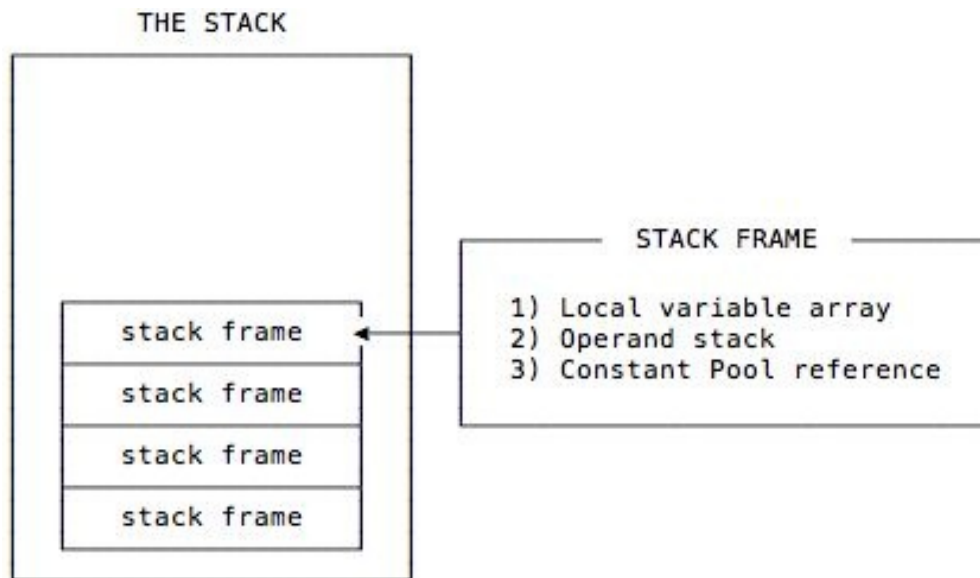 THE STACK
stack frame
stack frame
stack frame
stack frame
STACK FRAME
1) Local variable array
2) Operand stack
3) Constant Pool reference